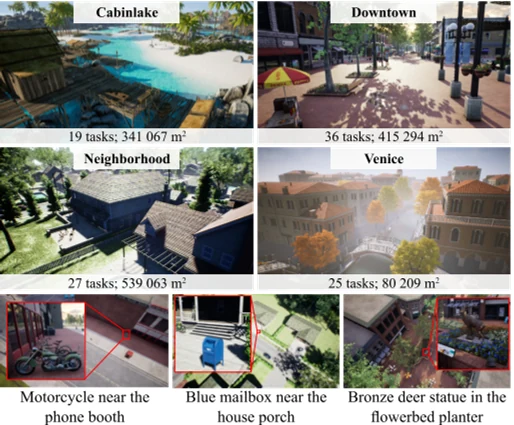 Cabinlake
Downtown
19 tasks; 341 067 m²
36 tasks; 415 294 m²
Neighborhood
Venice
27 tasks; 539 063 m²
25 tasks; 80 209 m²
Motorcycle near the
phone booth
Blue mailbox near the
house porch
Bronze deer statue in the
flowerbed planter